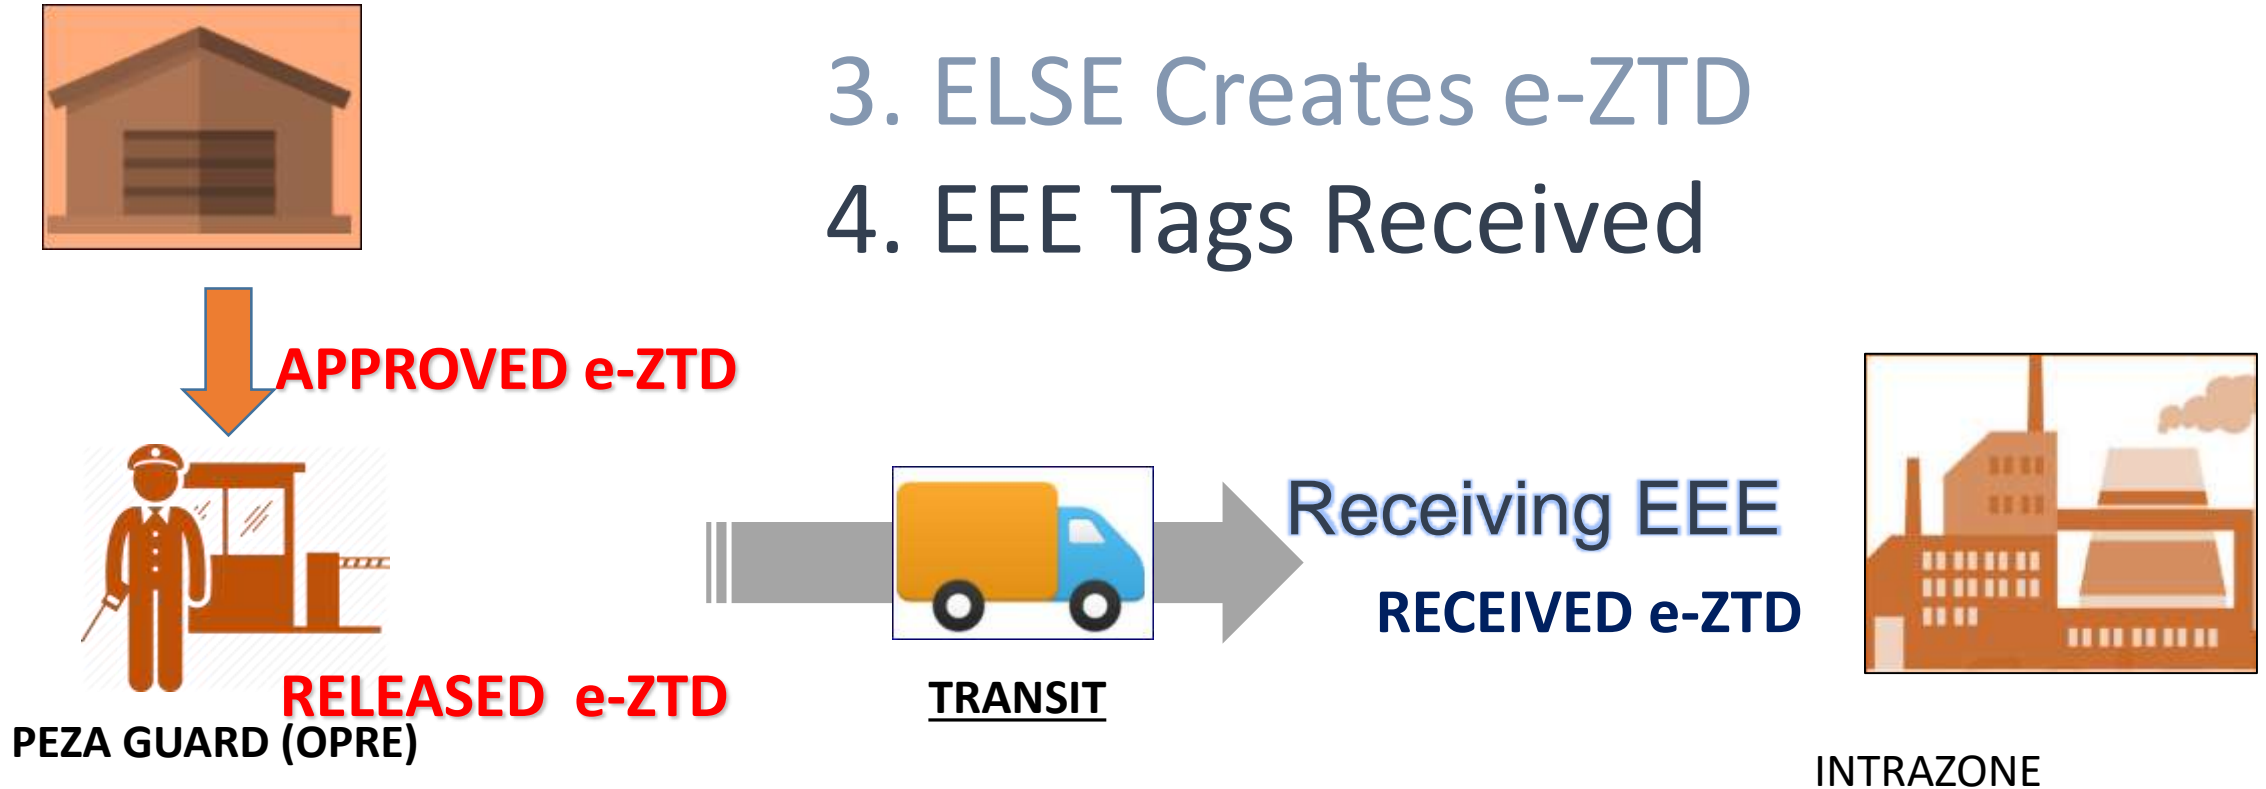 3. ELSE Creates e-ZTD
4. EEE Tags Received
APPROVED e-ZTD
Receiving EEE
RECEIVED e-ZTD
RELEASED e-ZTD
TRANSIT
PEZA GUARD (OPRE)
INTRAZONE